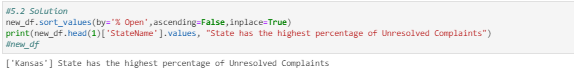 #5.2 Solution
new_df.sort_values(by='% Open',ascending=False,inplace=True)
print(new_df.head(1)['StateName'].values, "State has the highest percentage of Unresolved Complaints")
#new_df
['Kansas'] State has the highest percentage of Unresolved Complaints